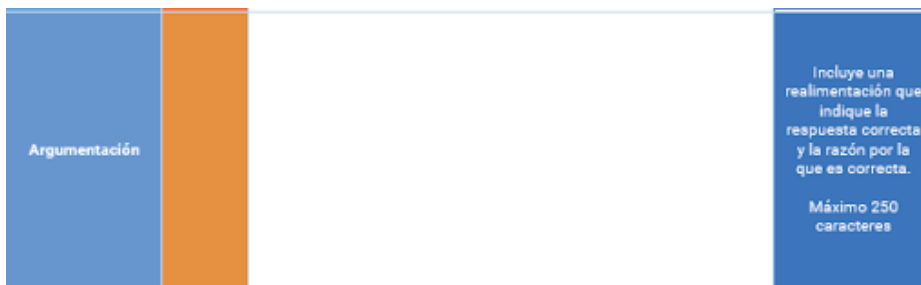 Argumentación
Incluye una
realimentación que
indique la
respuesta correcta
y la razón por la
que es correcta.
Máximo 250
caracteres